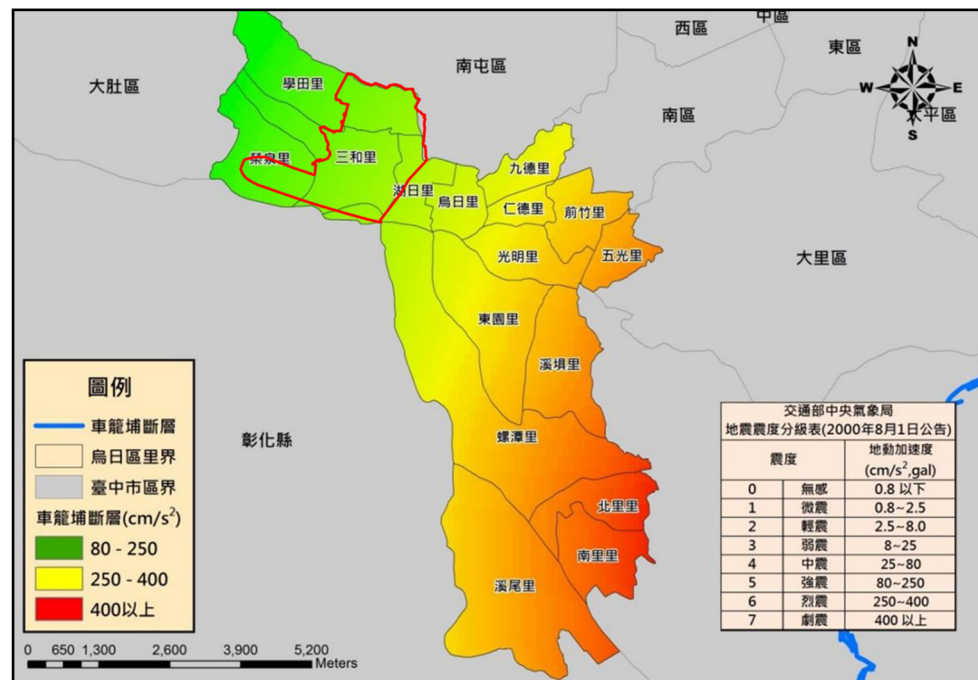 中區
西區
東區
南屯區
大肚區
南區
太平區
N
W
E
S
學田里
榮泉里
三和里
湖日里
烏日里
九德里
仁德里
前竹里
光明里
五光里
大里區
東園里
溪埧里
螺潭里
北里里
南里里
溪尾里
彰化縣
圖例
車籠埔斷層
烏日區里界
臺中市區界
車籠埔斷層(cm/s²)
80 - 250
250 - 400
400以上
0 650 1,300 2,600 3,900 5,200
Meters
交通部中央氣象局
地震震度分級表(2000年8月1日公告)
震度 地動加速度
(cm/s²,gal)
0 無感 0.8 以下
1 微震 0.8~2.5
2 輕震 2.5~8.0
3 弱震 8~25
4 中震 25~80
5 強震 80~250
6 烈震 250~400
7 劇震 400 以上